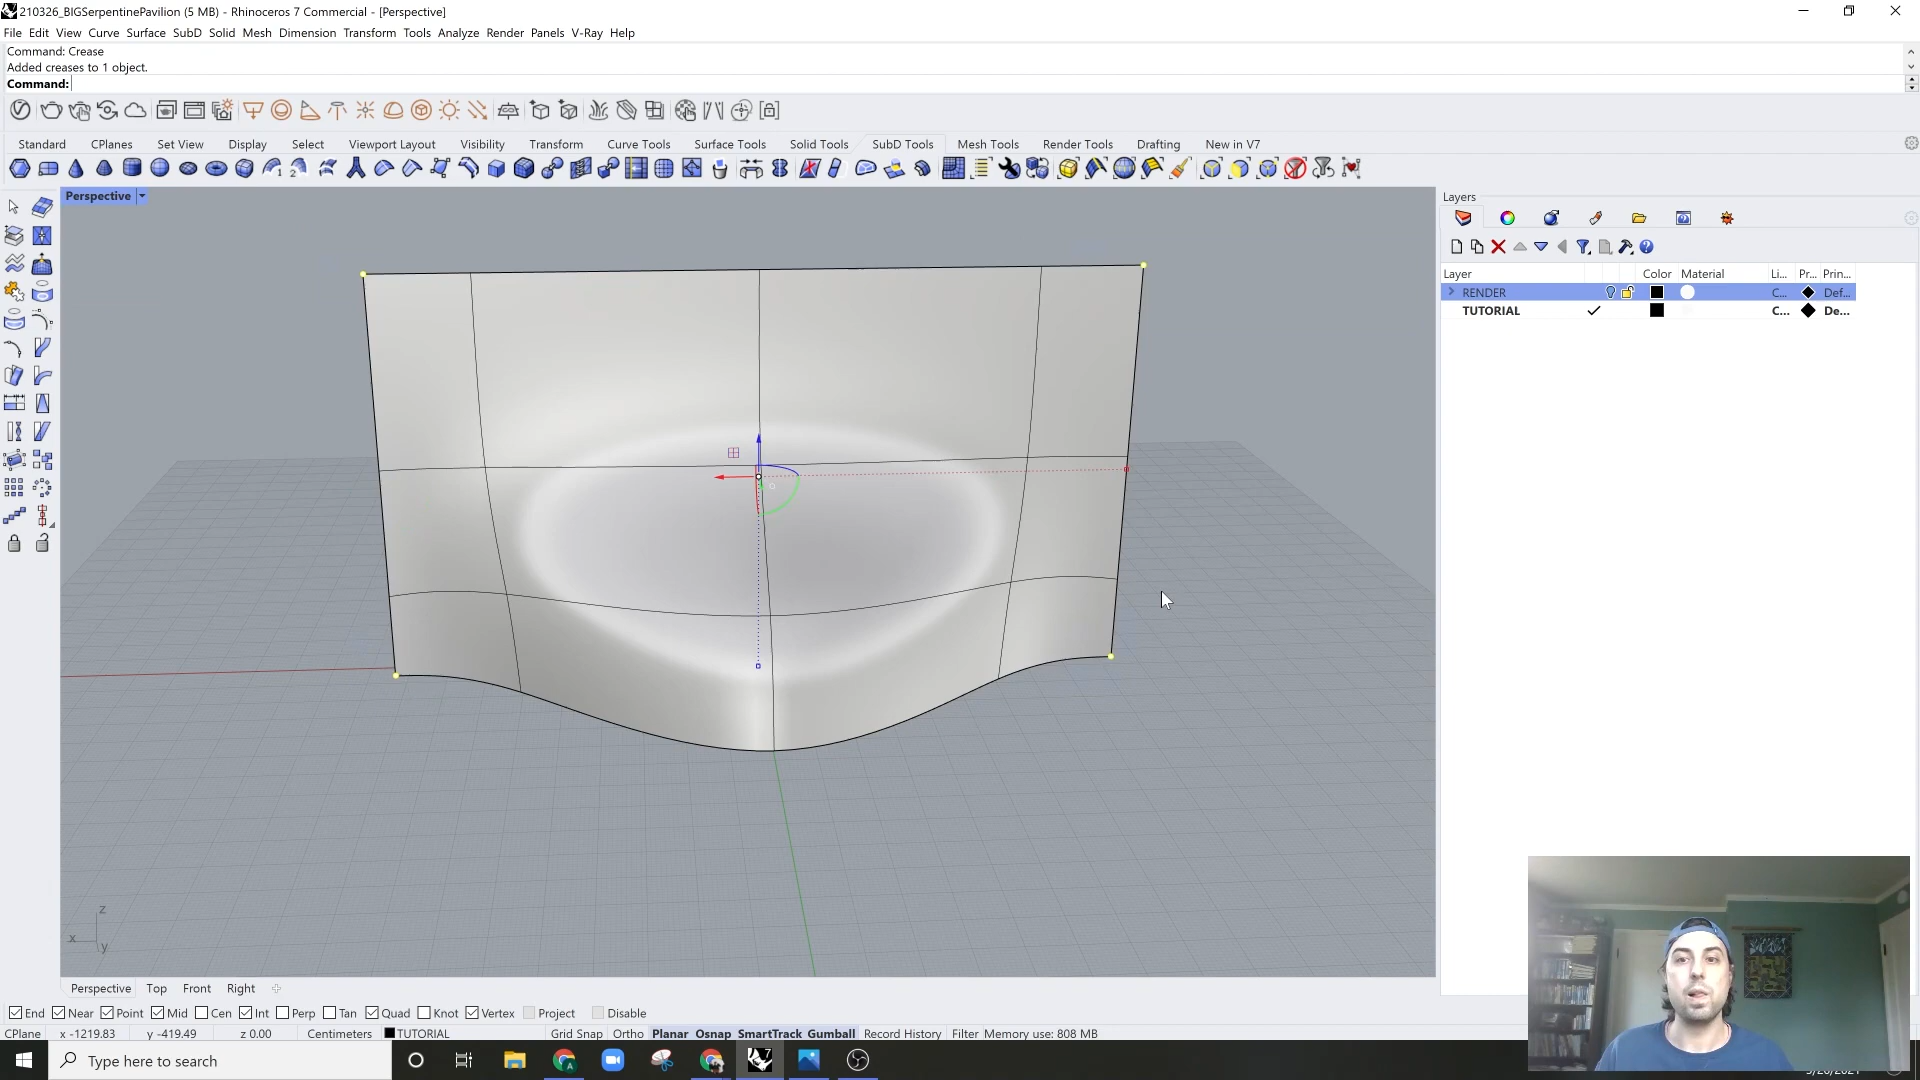 210326_BIGSerpentinePavilion (5 MB) - Rhinoceros 7 Commercial - [Perspective]
File Edit View Curve Surface SubD Solid Mesh Dimension Transform Tools Analyze Render Panels V-Ray Help
Command: Crease
Added creases to 1 object.
Command:
Standard CPlanes Set View Display Select Viewport Layout Visibility Transform Curve Tools Surface Tools Solid Tools SubD Tools Mesh Tools Render Tools Drafting New in V7
Perspective
Layers
Layer Color Material Li... Pr... Prin...
RENDER C... Def...
TUTORIAL C... De...
z
x
y
Perspective Top Front Right
End Near Point Mid Cen Int Perp Tan Quad Knot Vertex Project Disable
CPlane x -1219.83 y -419.49 z 0.00 Centimeters TUTORIAL Grid Snap Ortho Planar Osnap SmartTrack Gumball Record History Filter Memory use: 808 MB
Type here to search